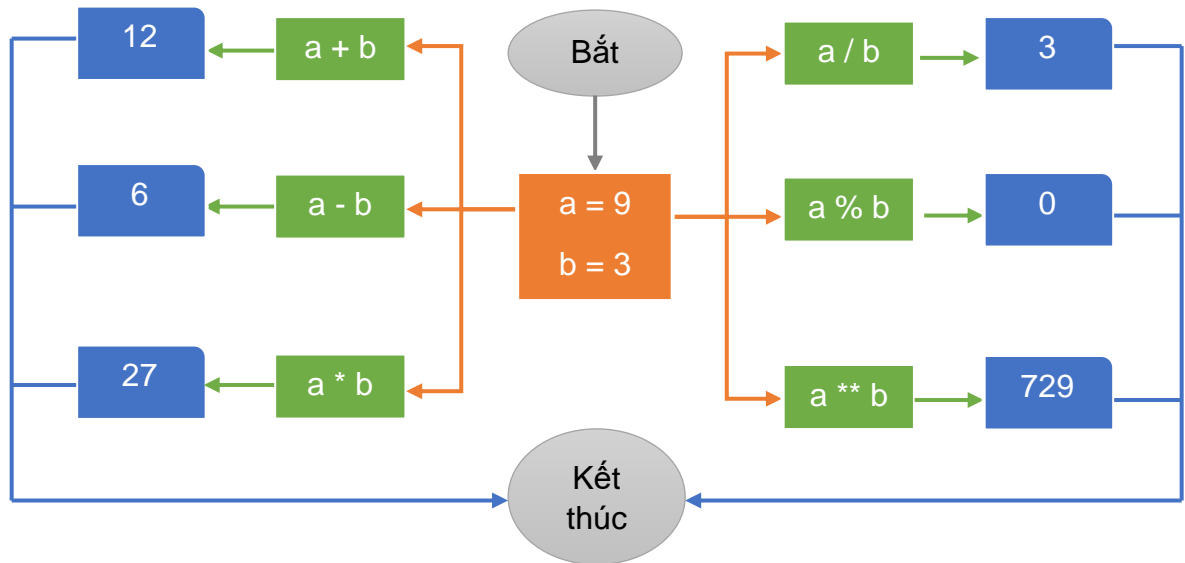 12
a + b
Bắt
a / b
3
6
a - b
a = 9
b = 3
a % b
0
27
a * b
a ** b
729
Kết
thúc